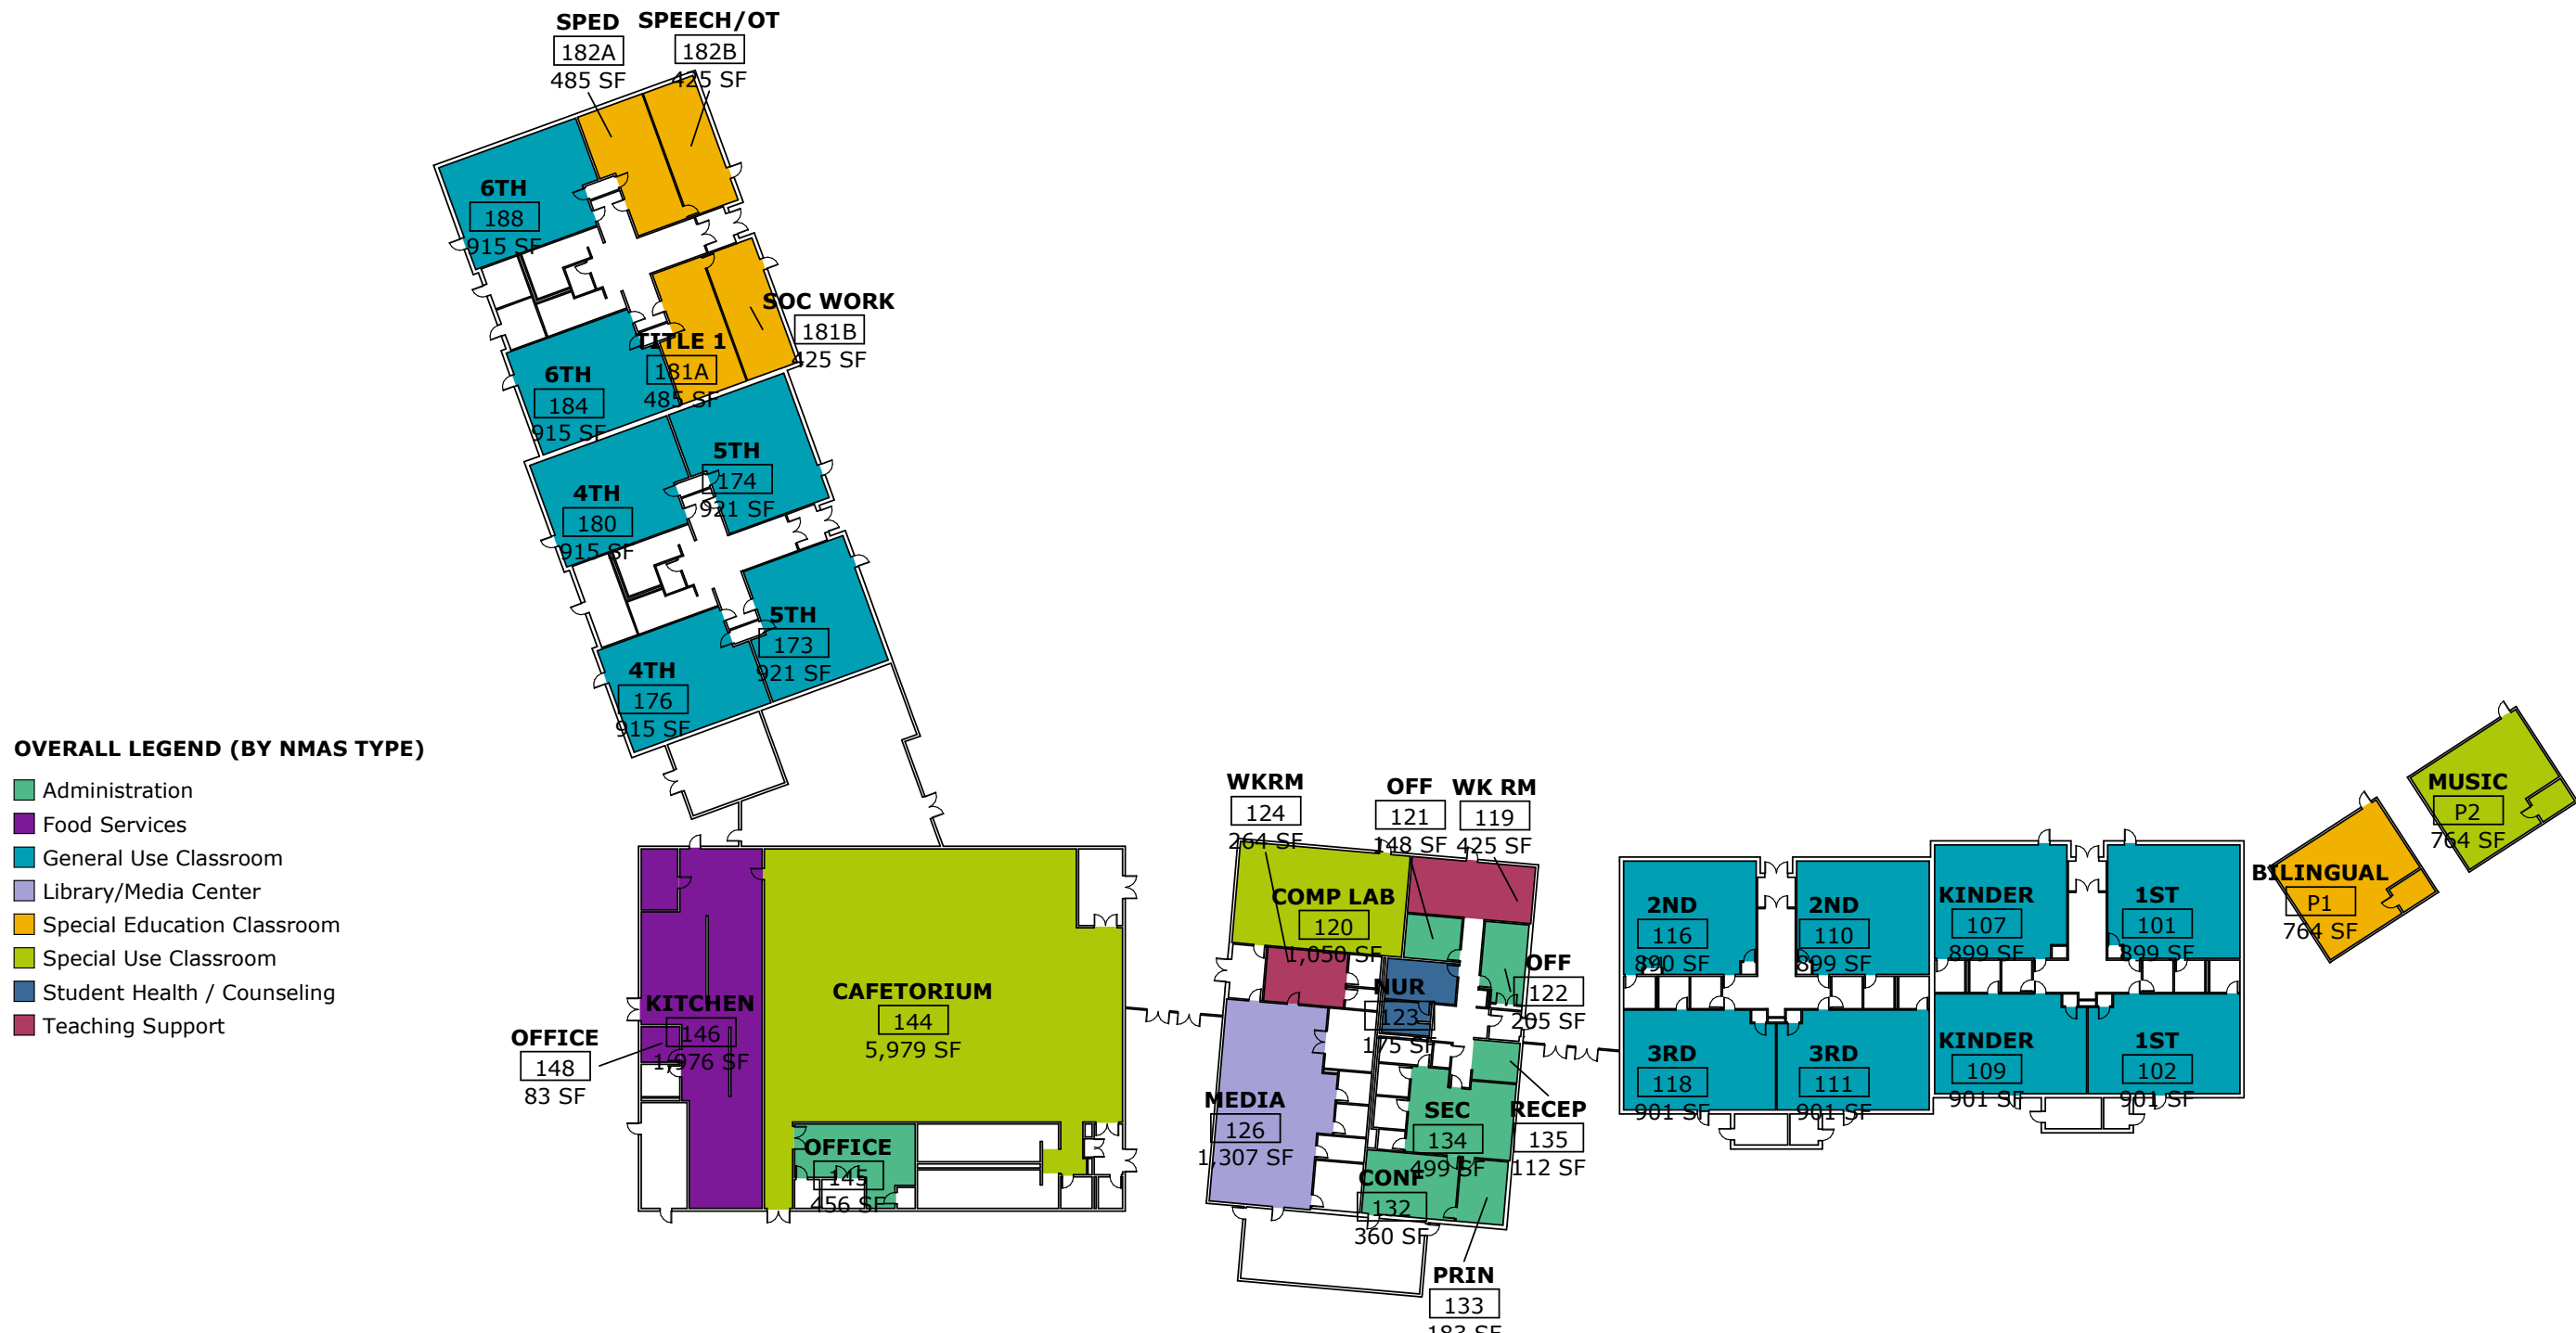 SPED
182A
485 SF
SPEECH/OT
182B
425 SF
6TH
188
915 SF
SOC WORK
181B
425 SF
TITLE 1
181A
485 SF
6TH
184
915 SF
5TH
174
921 SF
4TH
180
915 SF
5TH
173
921 SF
4TH
176
915 SF
OVERALL LEGEND (BY NMAS TYPE)
Administration
Food Services
General Use Classroom
Library/Media Center
Special Education Classroom
Special Use Classroom
Student Health / Counseling
Teaching Support
OFFICE
148
83 SF
KITCHEN
146
1,976 SF
CAFETORIUM
144
5,979 SF
OFFICE
145
456 SF
WKRM
124
264 SF
OFF
121
148 SF
WK RM
119
425 SF
COMP LAB
120
1,050 SF
NUR
123
175 SF
OFF
122
205 SF
MEDIA
126
1,307 SF
SEC
134
499 SF
RECEP
135
112 SF
CONF
132
360 SF
PRIN
133
183 SF
2ND
116
890 SF
2ND
110
899 SF
KINDER
107
899 SF
1ST
101
899 SF
3RD
118
901 SF
3RD
111
901 SF
KINDER
109
901 SF
1ST
102
901 SF
BILINGUAL
P1
764 SF
MUSIC
P2
764 SF